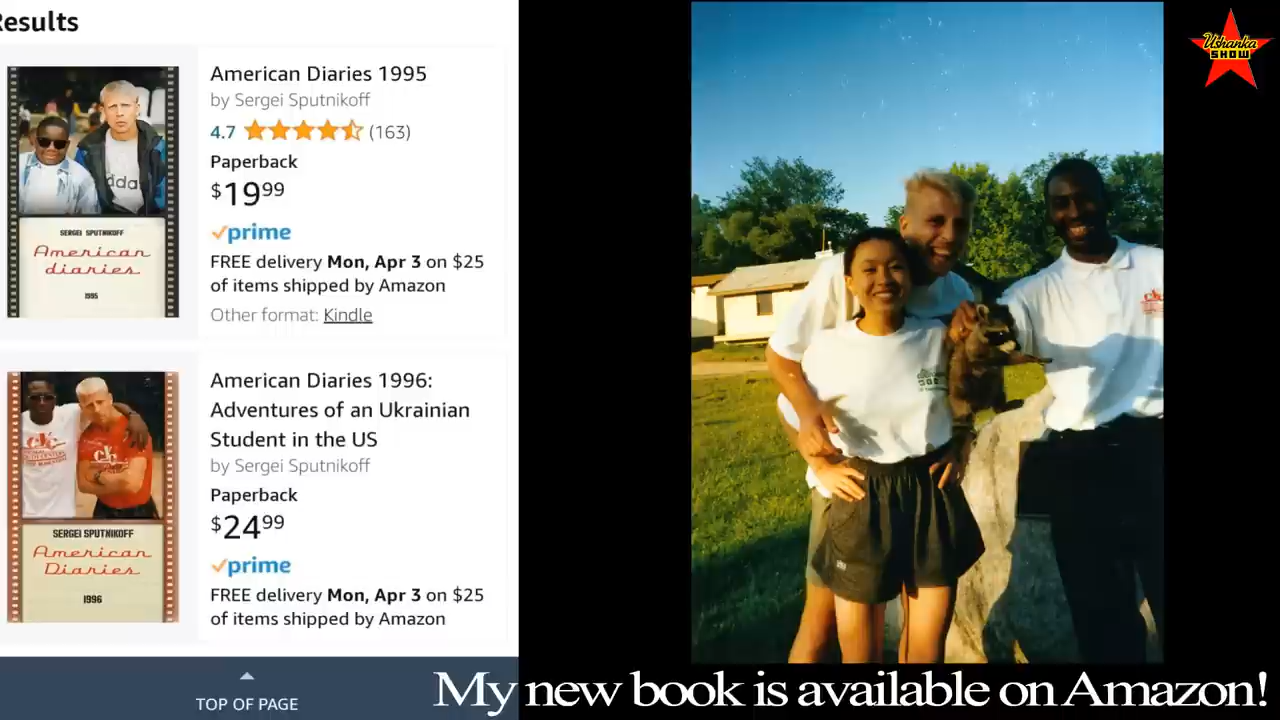 Results
American Diaries 1995
by Sergei Sputnikoff
4.7 (163)
Paperback
$19.99
prime
FREE delivery Mon, Apr 3 on $25
of items shipped by Amazon
Other format: Kindle
SERGEI SPUTNIKOFF
American
diaries
1995
adidas
American Diaries 1996:
Adventures of an Ukrainian
Student in the US
by Sergei Sputnikoff
Paperback
$24.99
prime
FREE delivery Mon, Apr 3 on $25
of items shipped by Amazon
SERGEI SPUTNIKOFF
American
Diaries
1996
TOP OF PAGE
Ushanka
SHOW
My new book is available on Amazon!